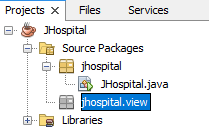 Projects × Files Services
JHospital
Source Packages
jhospital
JHospital.java
jhospital.view
Libraries